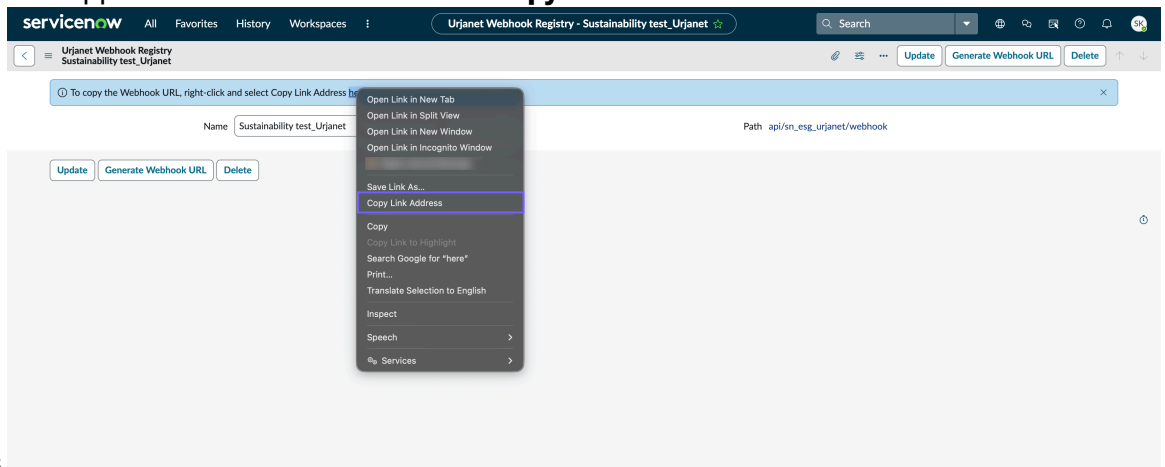 servicenow All Favorites History Workspaces Urjanet Webhook Registry - Sustainability test_Urjanet Search SK
Urjanet Webhook Registry
Sustainability test_Urjanet
Update Generate Webhook URL Delete
To copy the Webhook URL, right-click and select Copy Link Address
Name Sustainability test_Urjanet
Path api/sn_esg_urjanet/webhook
Update Generate Webhook URL Delete
Open Link in New Tab
Open Link in Split View
Open Link in New Window
Open Link in Incognito Window
Save Link As...
Copy Link Address
Copy
Copy Link to Highlight
Search Google for “here”
Print...
Translate Selection to English
Inspect
Speech
Services